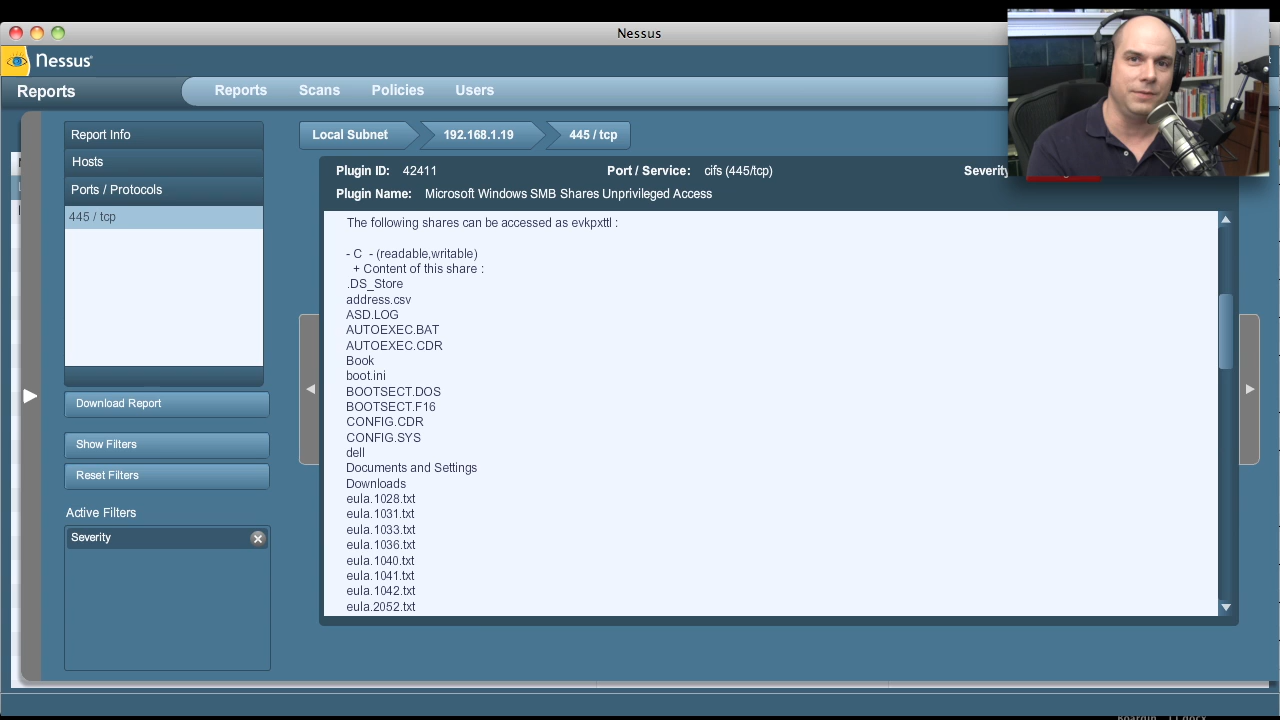 Nessus
Nessus
Reports
Reports Scans Policies Users
Report Info
Hosts
Ports / Protocols
445 / tcp
Download Report
Show Filters
Reset Filters
Active Filters
Severity
Local Subnet 192.168.1.19 445 / tcp
Plugin ID: 42411 Port / Service: cifs (445/tcp) Severity
Plugin Name: Microsoft Windows SMB Shares Unprivileged Access
The following shares can be accessed as evkpxttl :
- C - (readable,writable)
+ Content of this share :
.DS_Store
address.csv
ASD.LOG
AUTOEXEC.BAT
AUTOEXEC.CDR
Book
boot.ini
BOOTSECT.DOS
BOOTSECT.F16
CONFIG.CDR
CONFIG.SYS
dell
Documents and Settings
Downloads
eula.1028.txt
eula.1031.txt
eula.1033.txt
eula.1036.txt
eula.1040.txt
eula.1041.txt
eula.1042.txt
eula.2052.txt